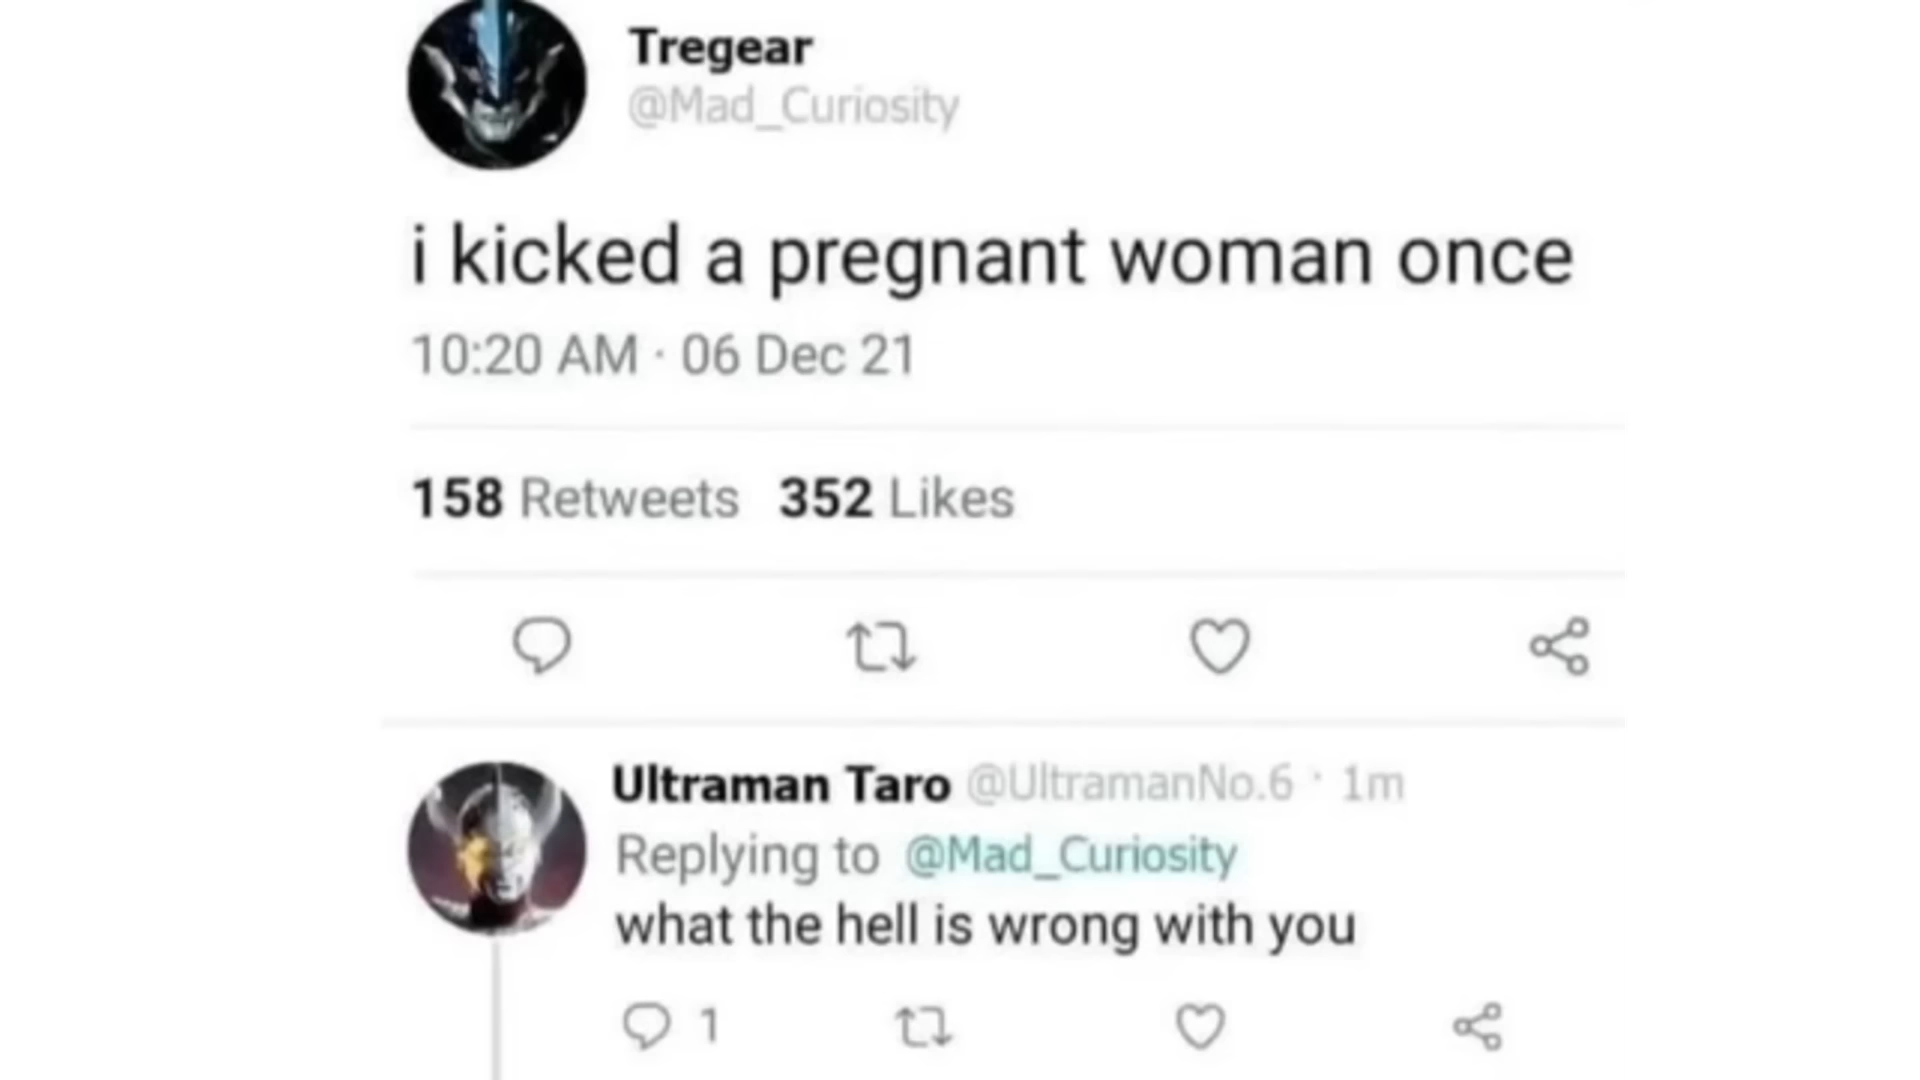 Tregear
@Mad_Curiosity
i kicked a pregnant woman once
10:20 AM · 06 Dec 21
158 Retweets 352 Likes
Ultraman Taro @UltramanNo.6 · 1m
Replying to @Mad_Curiosity
what the hell is wrong with you
1